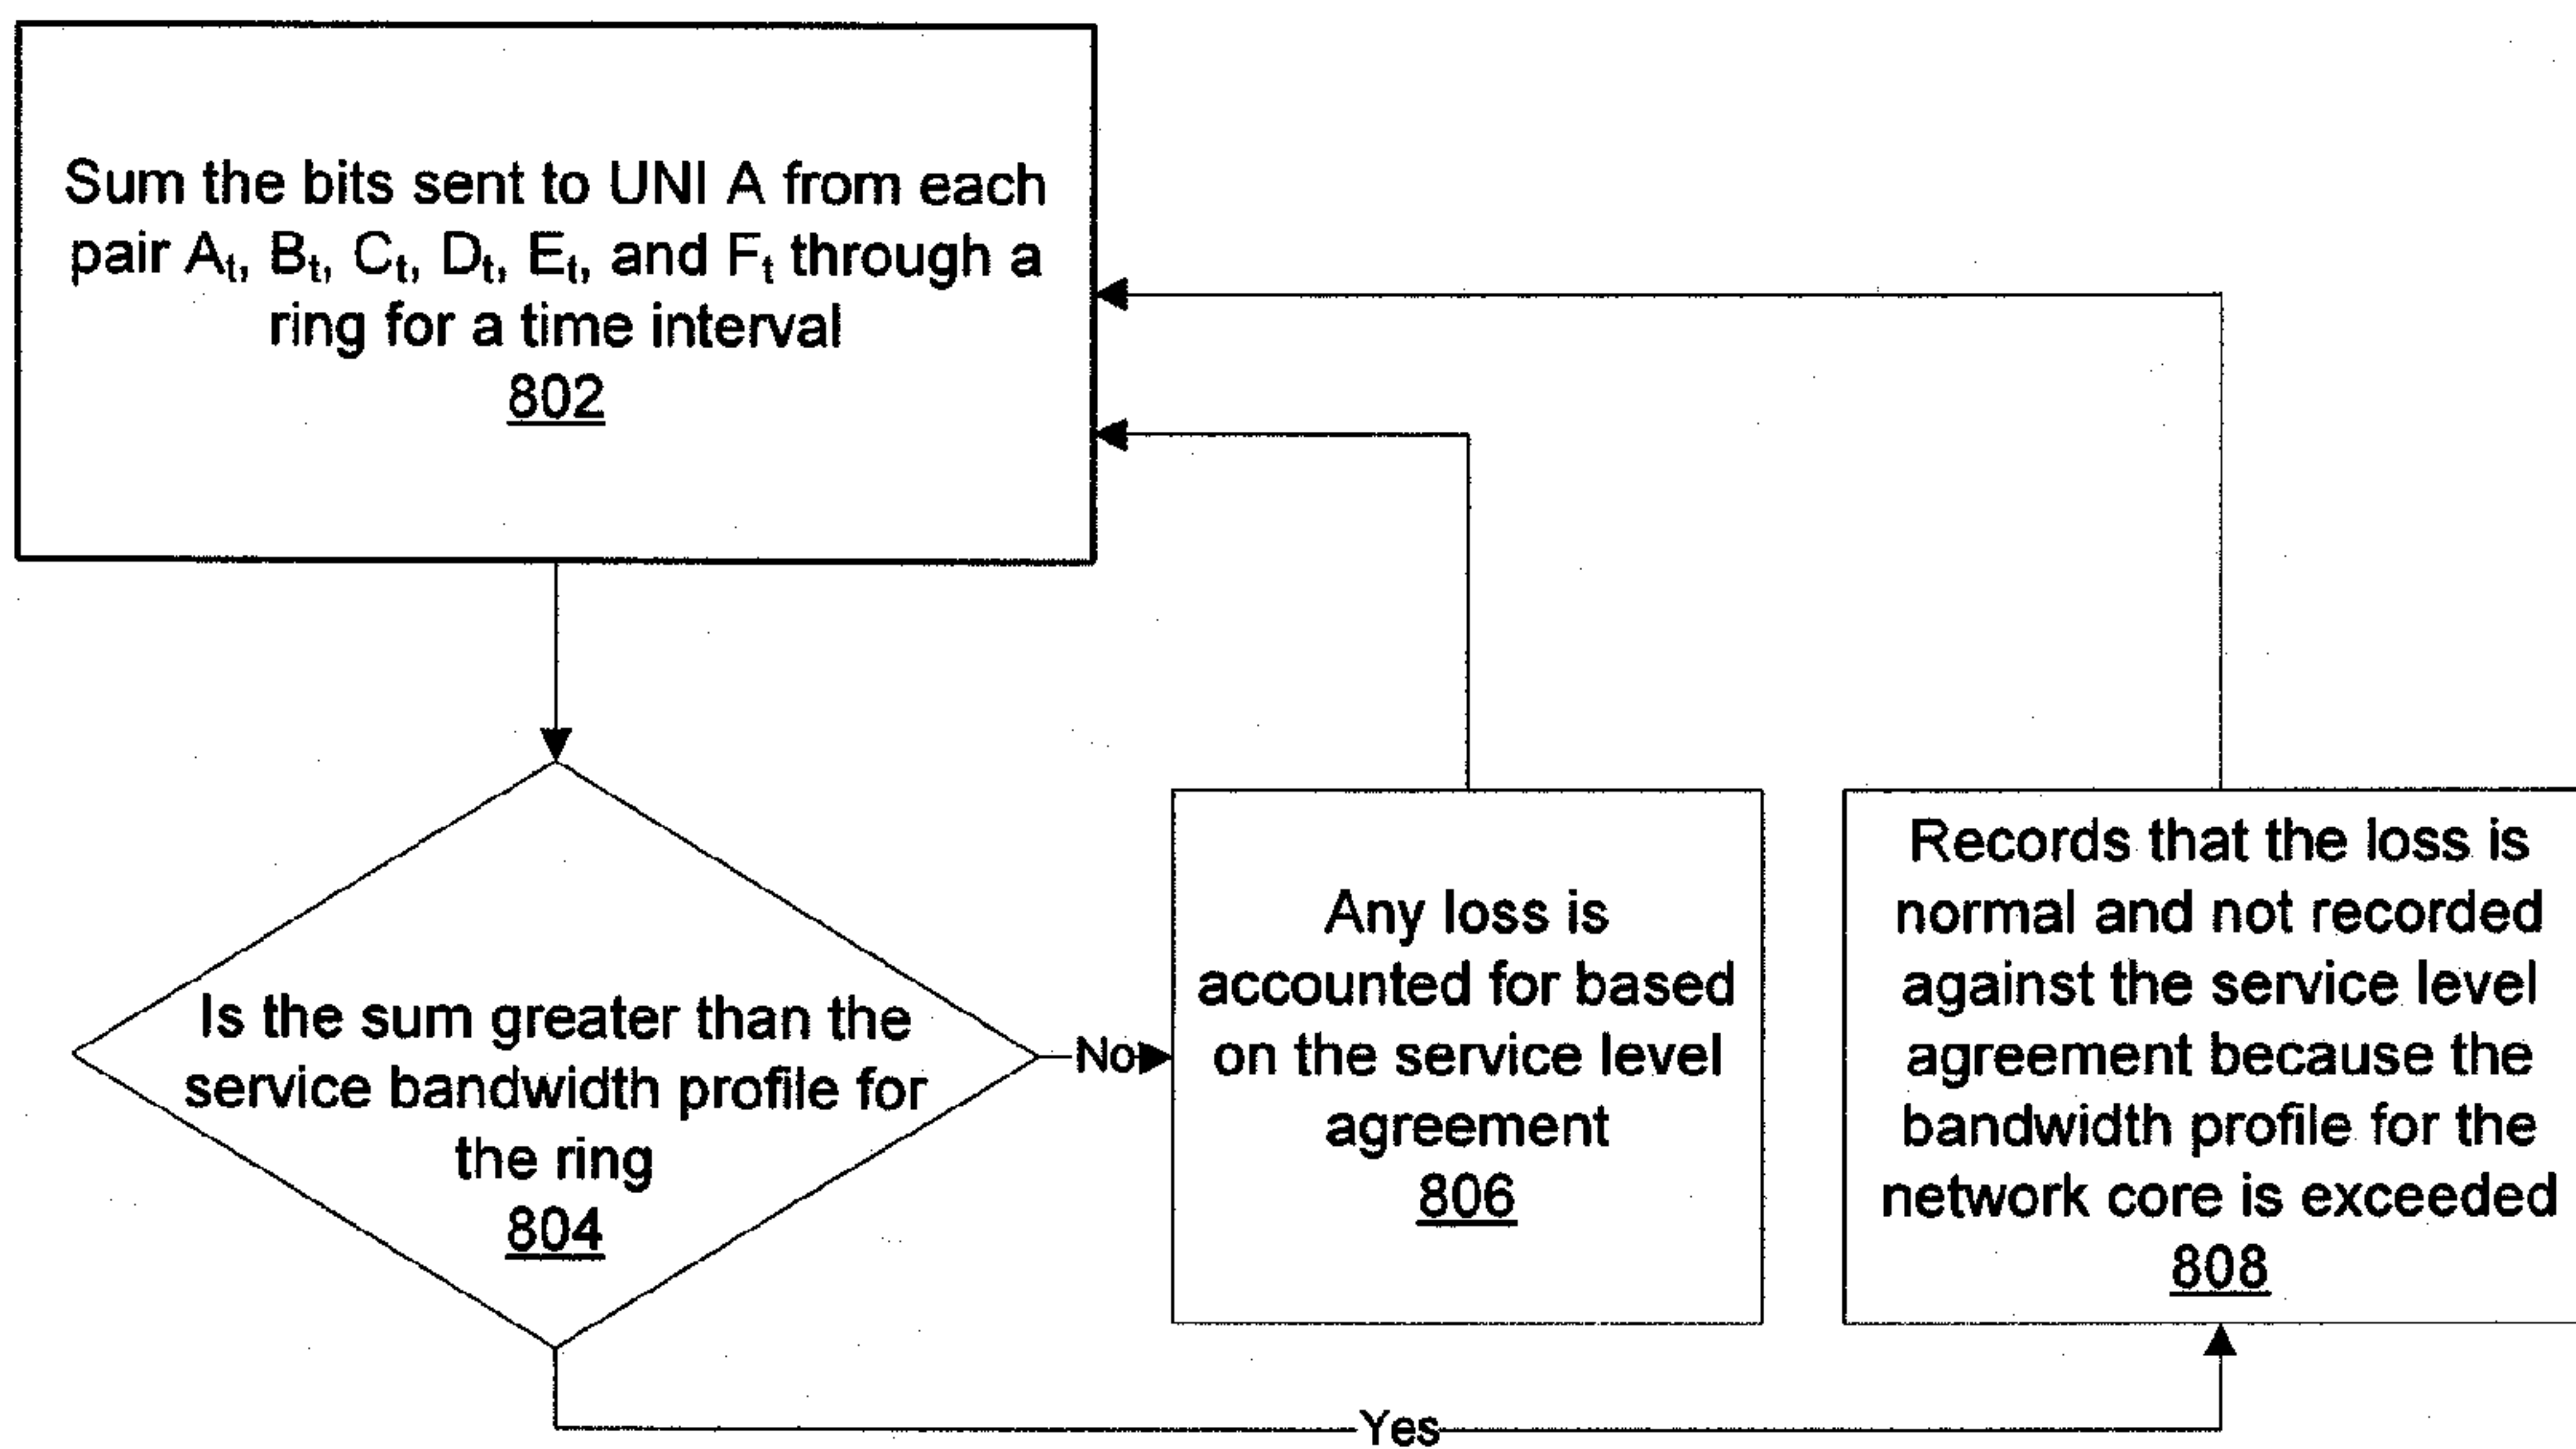 Sum the bits sent to UNI A from each
pair Aₜ, Bₜ, Cₜ, Dₜ, Eₜ, and Fₜ through a
ring for a time interval
802
Is the sum greater than the
service bandwidth profile for
the ring
804
No
Any loss is
accounted for based
on the service level
agreement
806
Records that the loss is
normal and not recorded
against the service level
agreement because the
bandwidth profile for the
network core is exceeded
808
Yes